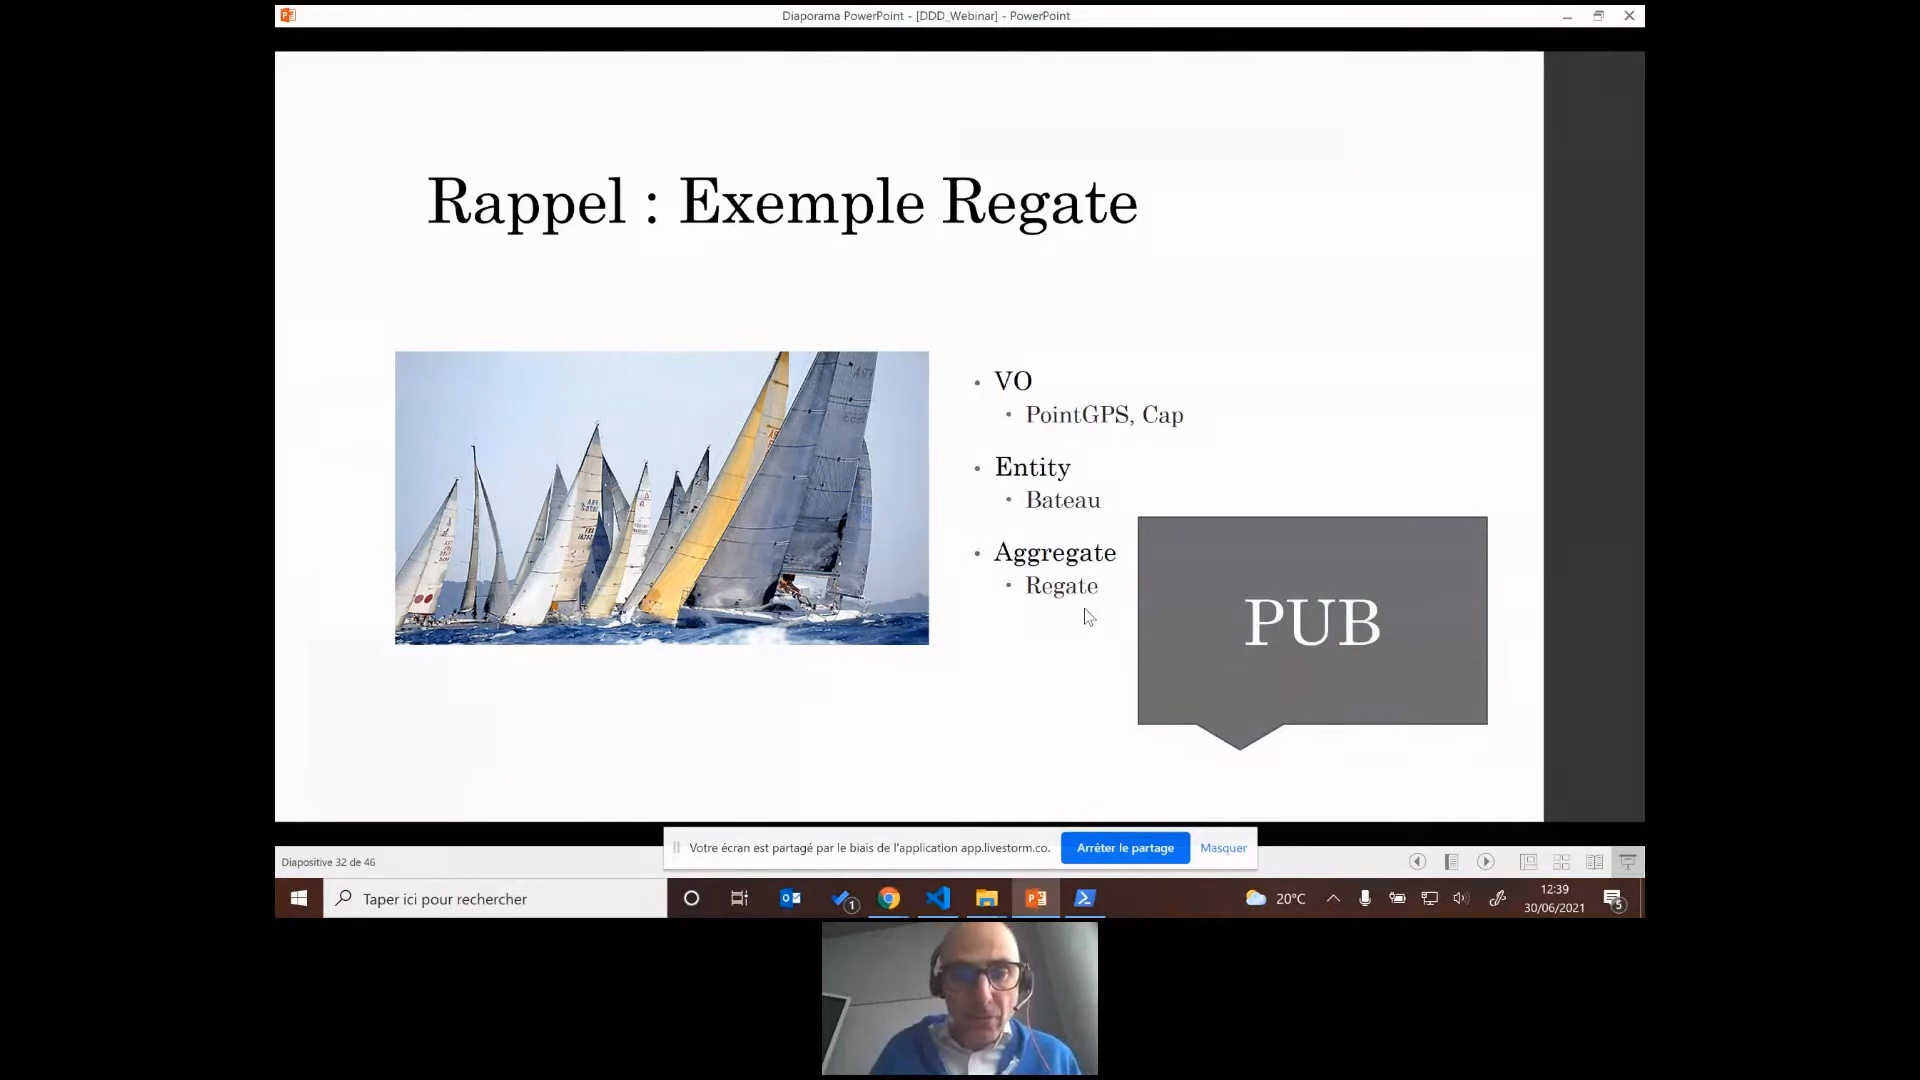 Diaporama PowerPoint - [DDD_Webinar] - PowerPoint
Rappel : Exemple Regate
VO
PointGPS, Cap
Entity
Bateau
Aggregate
Regate
PUB
Votre écran est partagé par le biais de l'application app.livestorm.co.
Arrêter le partage
Masquer
Diapositive 32 de 46
Taper ici pour rechercher
1
20°C
12:39
30/06/2021
5